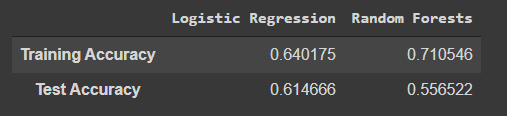 Logistic Regression Random Forests
Training Accuracy 0.640175 0.710546
Test Accuracy 0.614666 0.556522